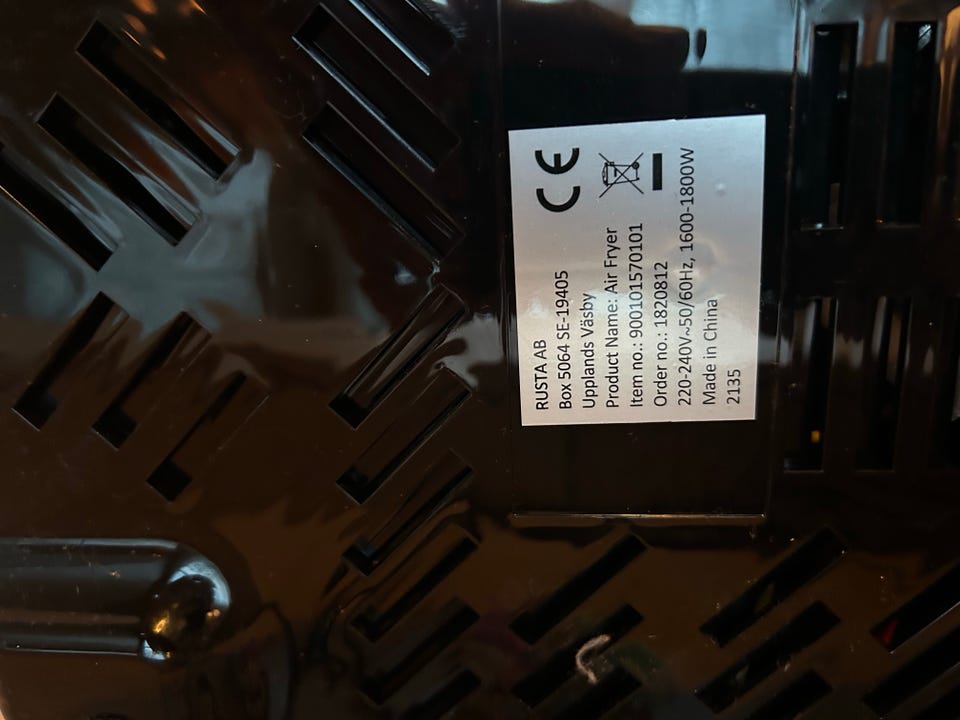 RUSTA AB
Box 5064 SE-19405
Upplands Väsby
Product Name: Air Fryer
Item no.: 900101570101
Order no.: 1820812
220-240V~50/60Hz, 1600-1800W
Made in China
2135
CE